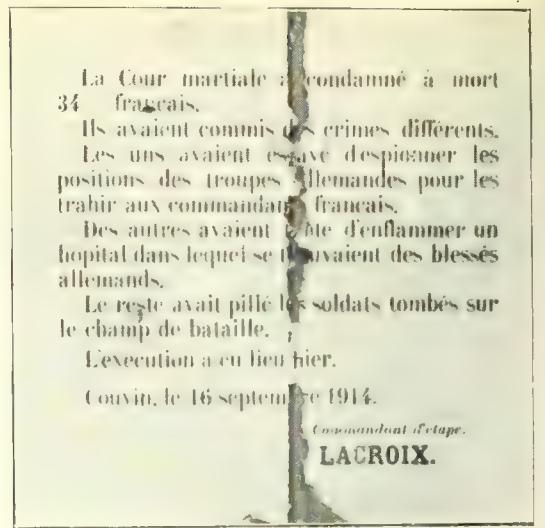 La Cour martiale a condamné à mort
34 français.
Ils avaient commis des crimes différents.
Les uns avaient essaye d'espionner les
positions des troupes Allemandes pour les
trahir aux commandants francais.
Des autres avaient tente d'enflammer un
hopital dans lequel se trouvaient des blessés
allemands.
Le reste avait pillé les soldats tombés sur
le champ de bataille.
L'execution a eu lieu hier.
Couvin, le 16 septembre 1914.
Commandant d'etape.
LACROIX.